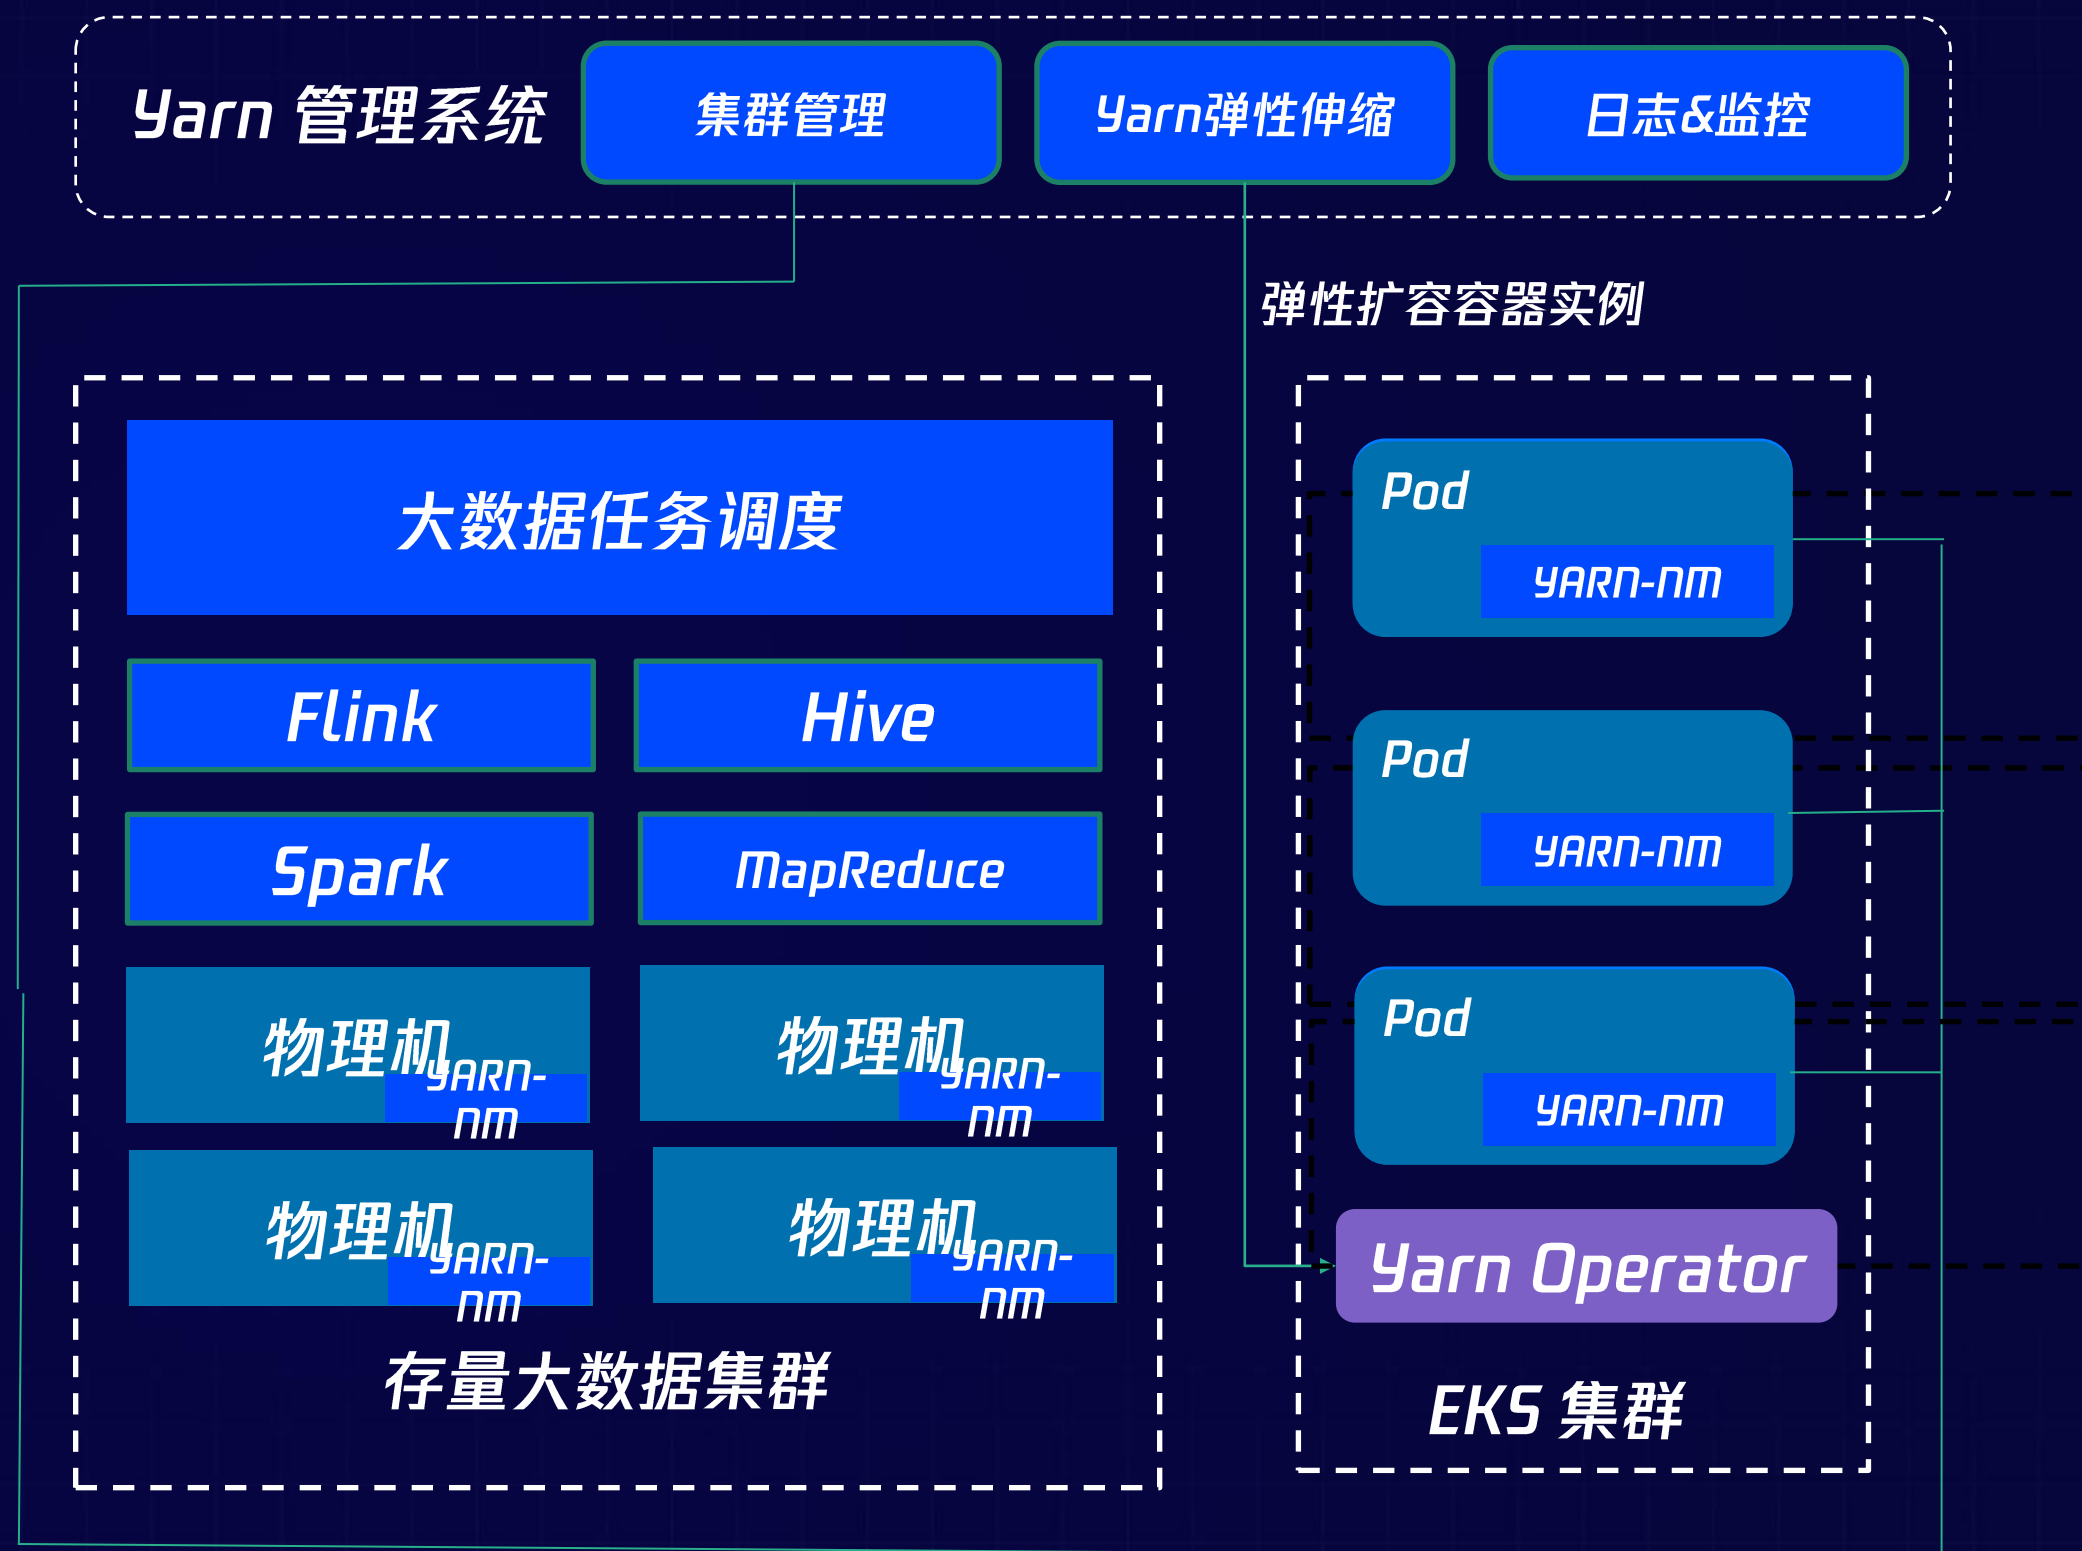 Yarn 管理系统
集群管理
Yarn弹性伸缩
日志&监控
弹性扩容容器实例
大数据任务调度
Flink
Hive
Spark
MapReduce
物理机
YARN-
NM
物理机
YARN-
NM
物理机
YARN-
NM
物理机
YARN-
NM
存量大数据集群
Pod
YARN-NM
Pod
YARN-NM
Pod
YARN-NM
Yarn Operator
EKS 集群